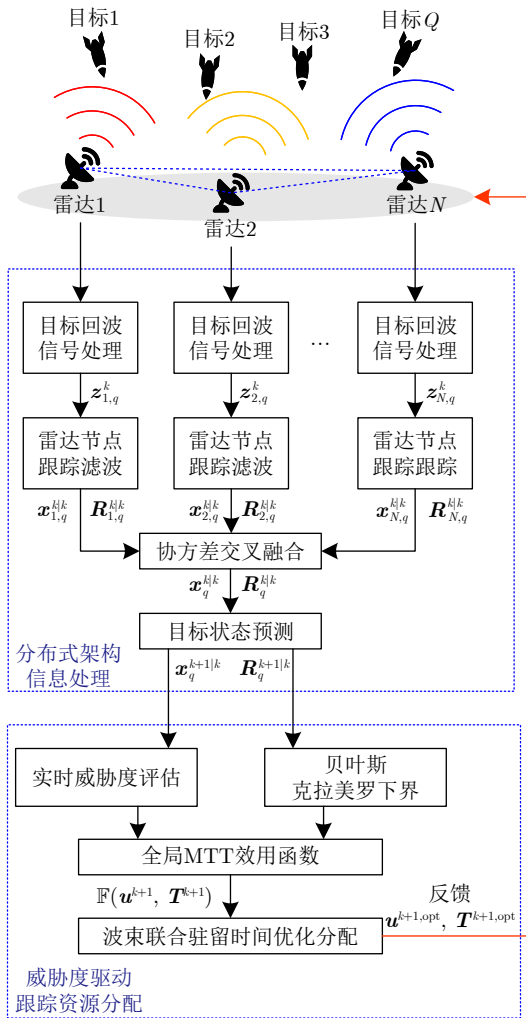 目标1
目标2
目标3
目标Q
雷达1
雷达2
雷达N
目标回波
信号处理
目标回波
信号处理
...
目标回波
信号处理
z_{1,q}^{k}
z_{2,q}^{k}
z_{N,q}^{k}
雷达节点
跟踪滤波
雷达节点
跟踪滤波
雷达节点
跟踪跟踪
x_{1,q}^{k|k} R_{1,q}^{k|k}
x_{2,q}^{k|k} R_{2,q}^{k|k}
x_{N,q}^{k|k} R_{N,q}^{k|k}
协方差交叉融合
x_{q}^{k|k} R_{q}^{k|k}
目标状态预测
分布式架构
信息处理
x_{q}^{k+1|k} R_{q}^{k+1|k}
实时威胁度评估
贝叶斯
克拉美罗下界
全局MTT效用函数
𝔽(u^{k+1}, T^{k+1})
波束联合驻留时间优化分配
反馈
u^{k+1,opt}, T^{k+1,opt}
威胁度驱动
跟踪资源分配